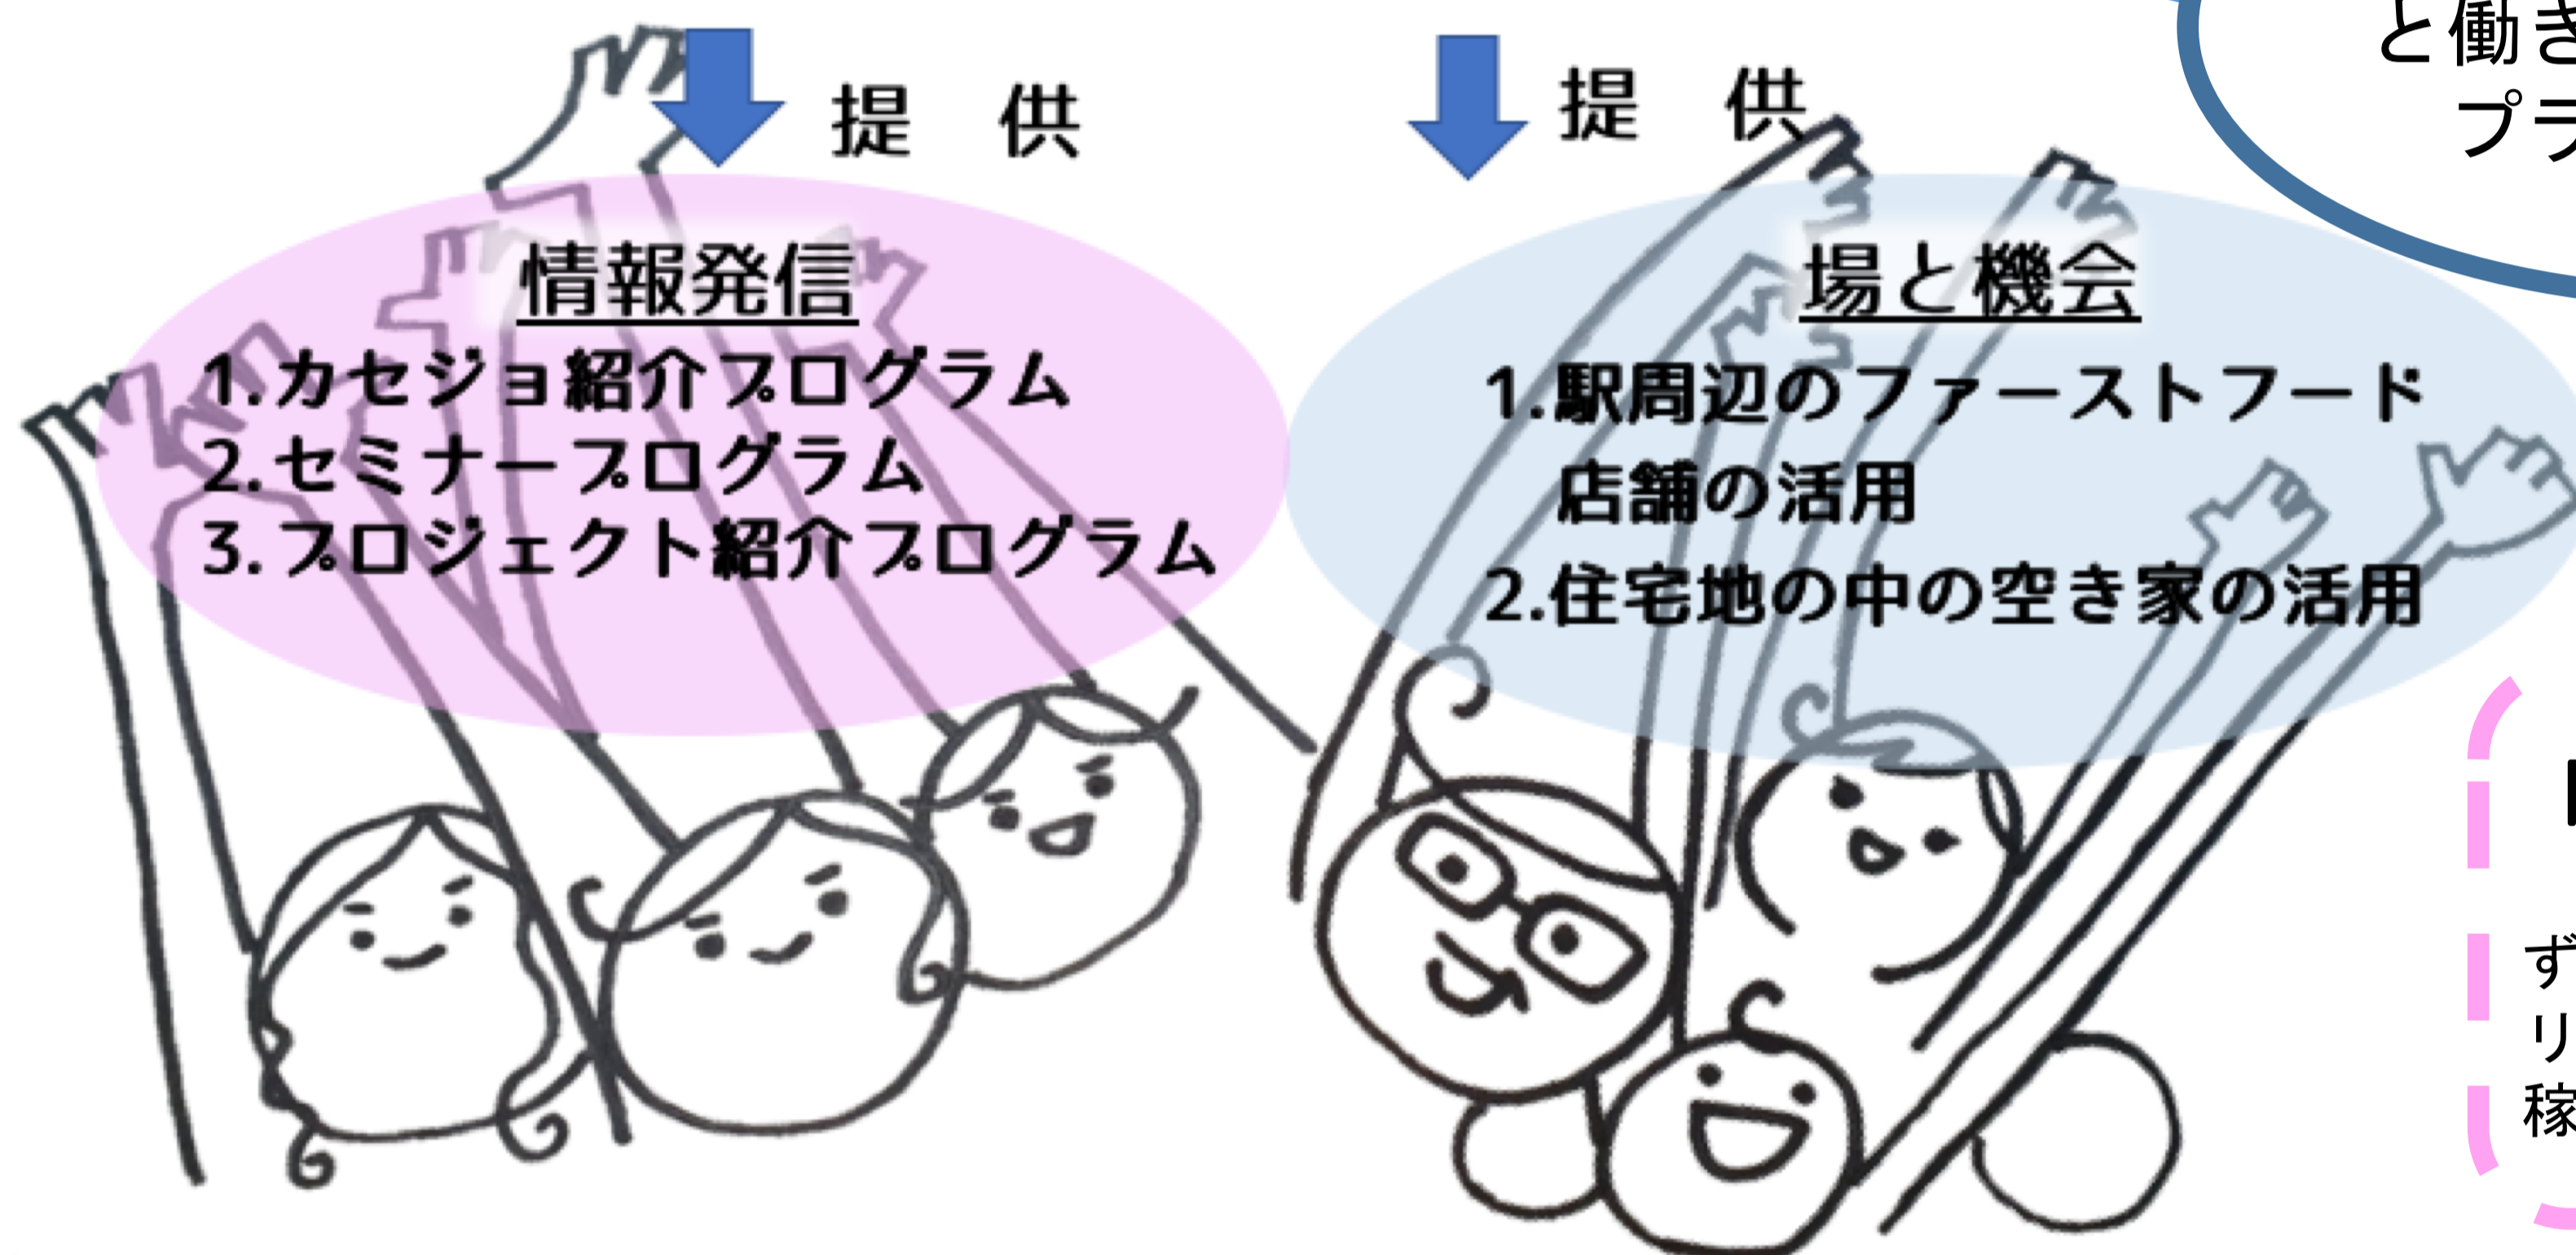 提 供
情報発信
1.カセジョ紹介プログラム
2.セミナープログラム
3.プロジェクト紹介プログラム
提 供
場と機会
1.駅周辺のファーストフード
店舗の活用
2.住宅地の中の空き家の活用
と働き
プラ
ず
リ
稼